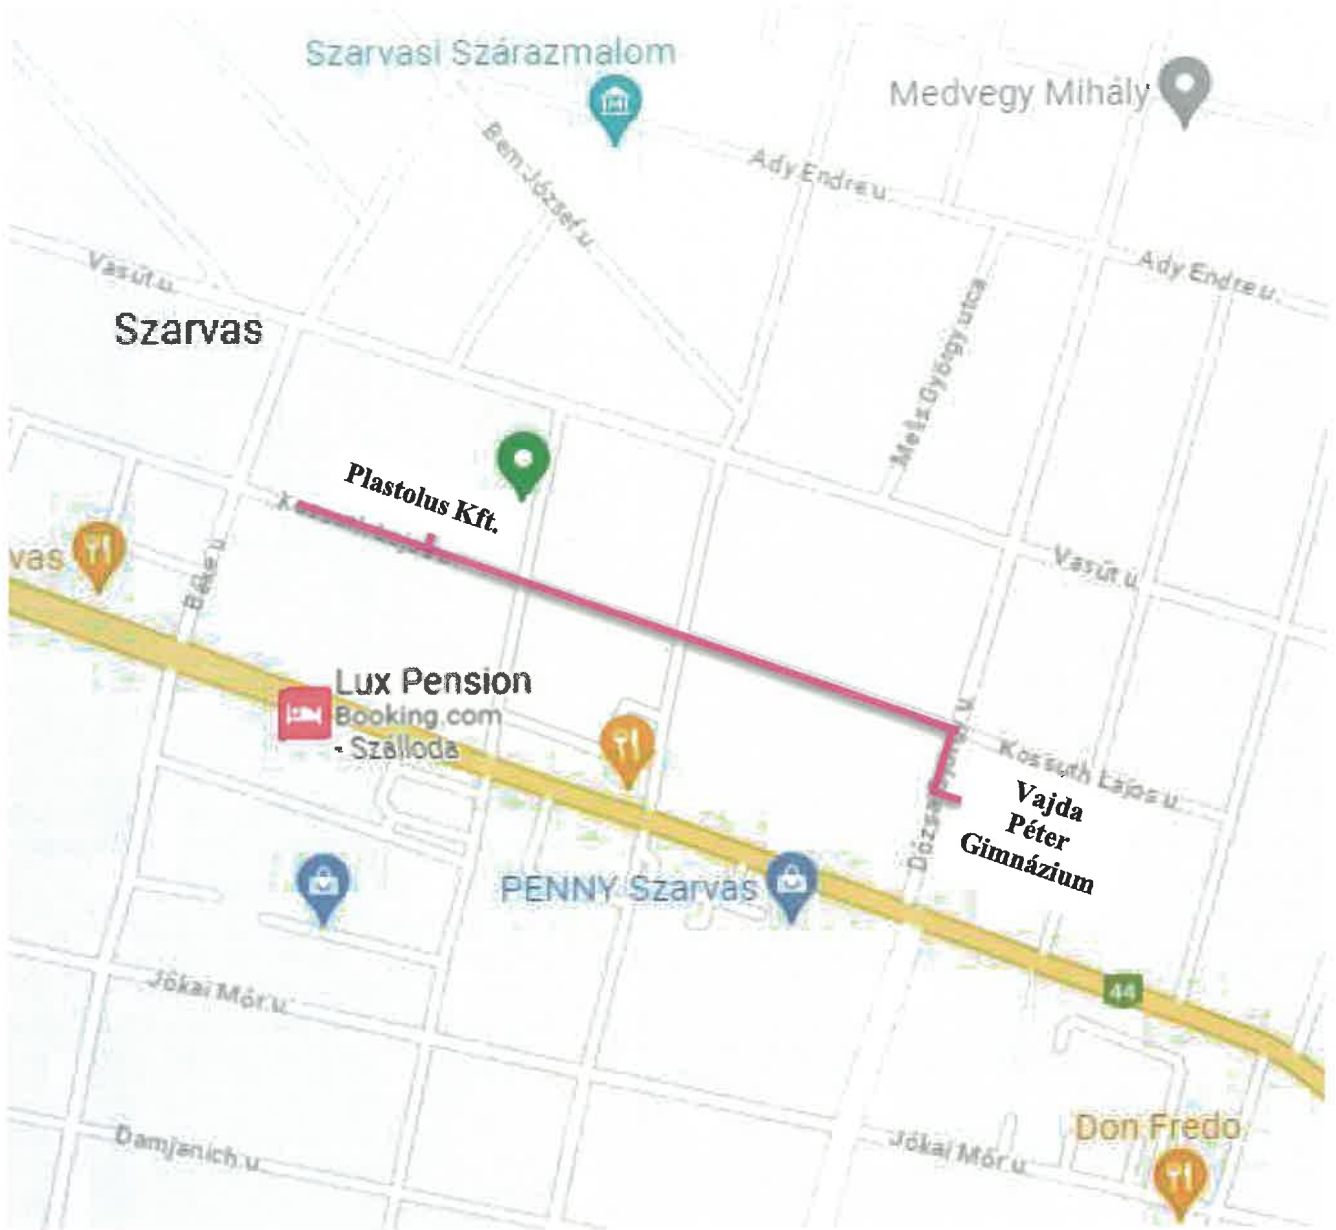 Szarvasi Szárazmalom
Medvegy Mihály
Bem József u.
Ady Endre u.
Ady Endre u.
Vasút u.
Szarvas
Mels György utca
Plastolus Kft.
vas
Béke u.
Vasút u.
Lux Pension
Booking.com
- Szálloda
Kossuth Lajos u.
Vajda
Péter
Gimnázium
PENNY Szarvas
44
Jókai Mór u.
Don Fredo
Damjanich u.
Jókai Mór u.